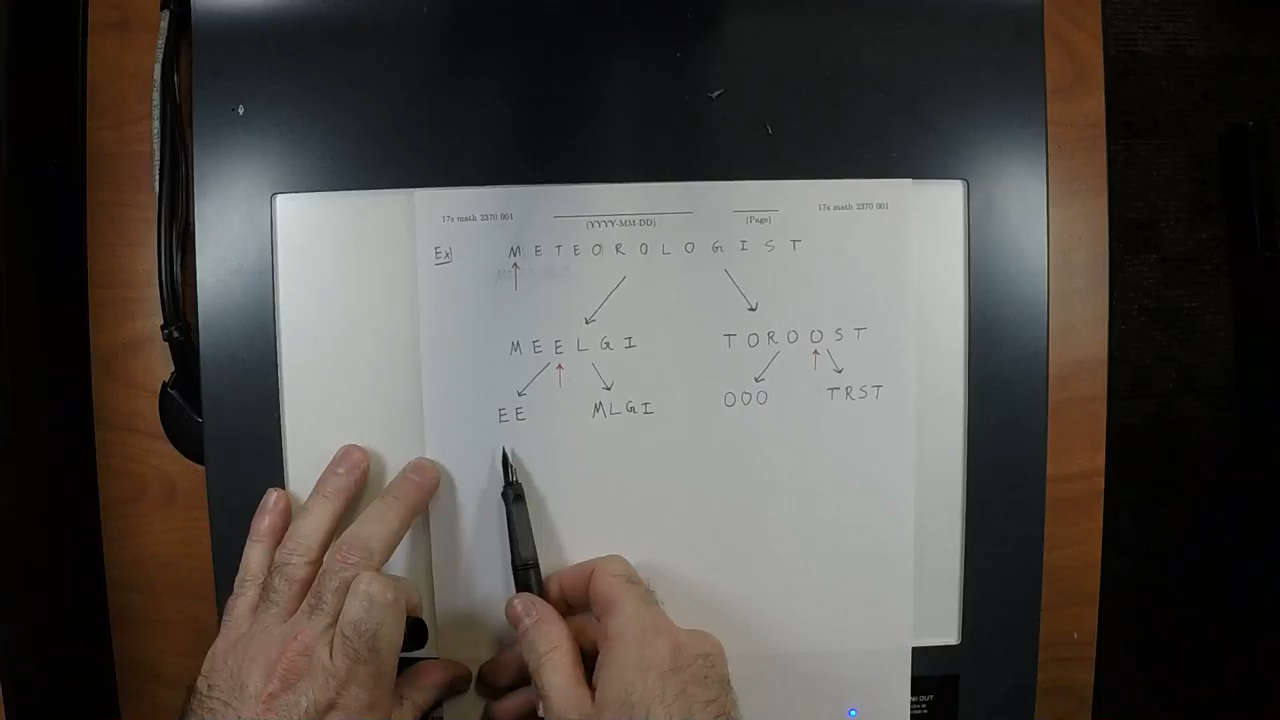 17s math 2370 001 (YYYY-MM-DD) (Page) 17s math 2370 001
Ex) M E T E O R O L O G I S T
M E E L G I T O R O O S T
E E M L G I O O O T R S T